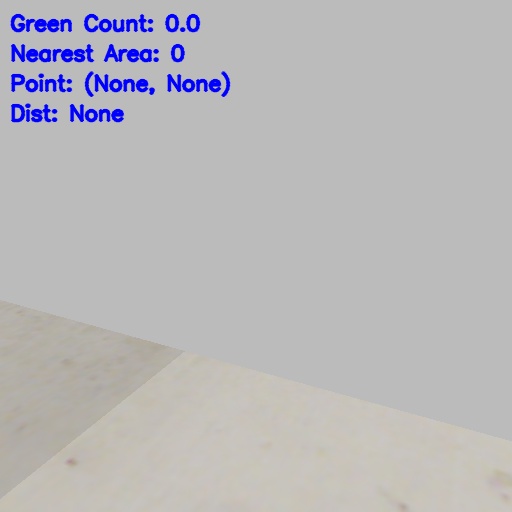 Green Count: 0.0
Nearest Area: 0
Point: (None, None)
Dist: None